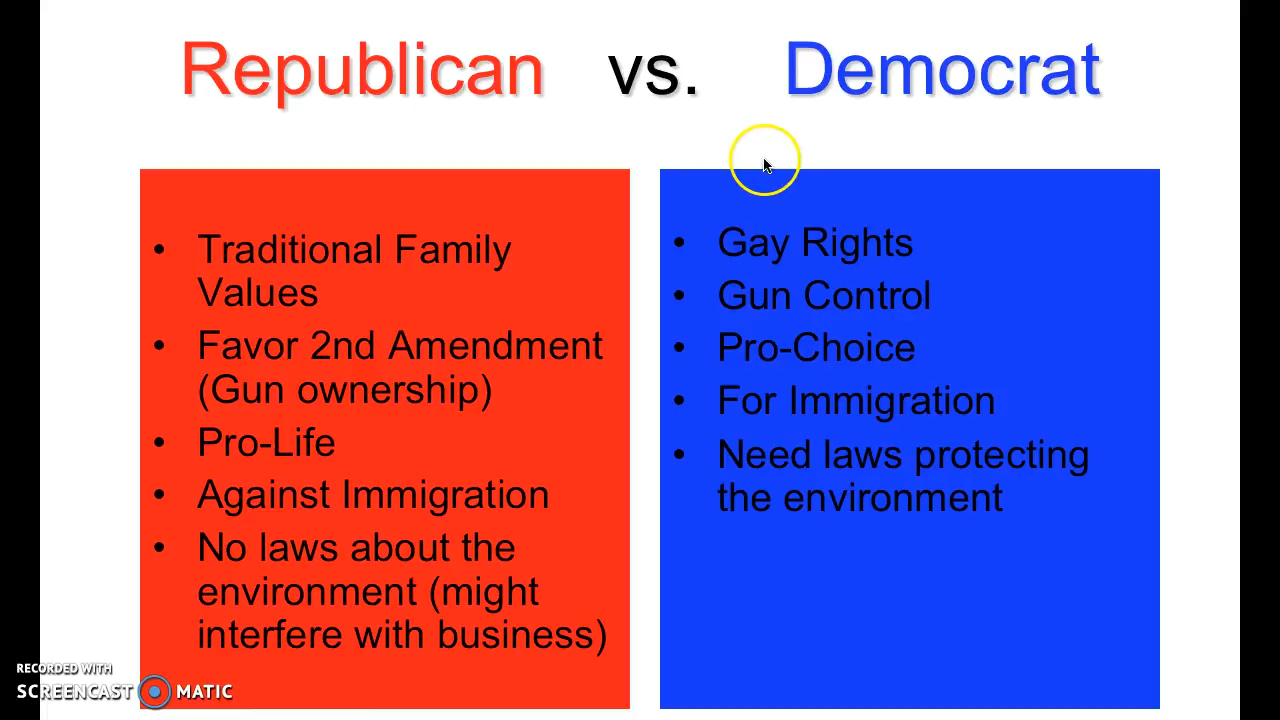 Republican vs. Democrat
• Traditional Family
Values
• Favor 2nd Amendment
(Gun ownership)
• Pro-Life
• Against Immigration
• No laws about the
environment (might
interfere with business)
• Gay Rights
• Gun Control
• Pro-Choice
• For Immigration
• Need laws protecting
the environment
RECORDED WITH
SCREENCAST MATIC